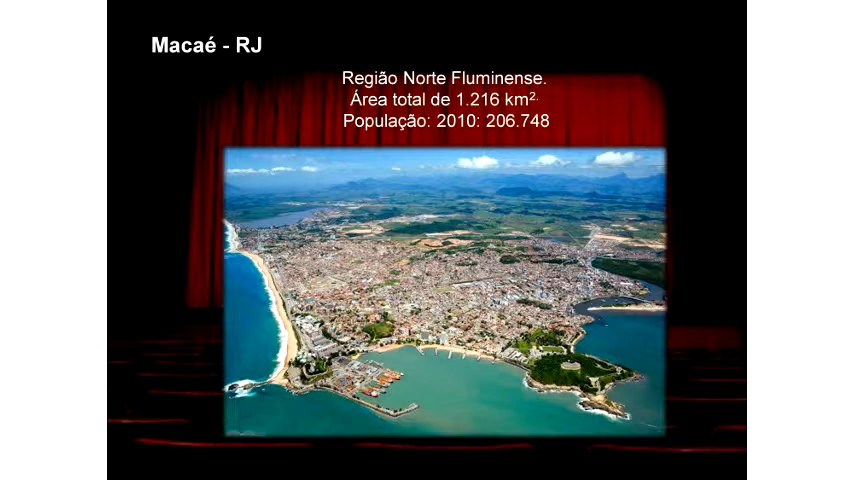 Macaé - RJ
Região Norte Fluminense.
Área total de 1.216 km².
População: 2010: 206.748